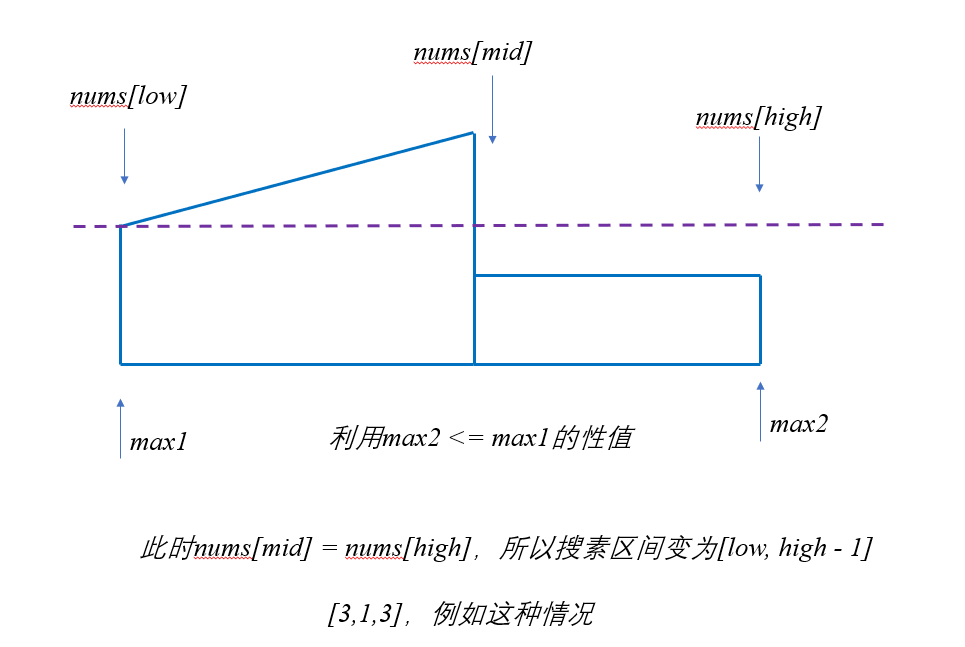 nums[mid]
nums[low]
nums[high]
max1
利用max2 <= max1的性值
max2
此时nums[mid] = nums[high]，所以搜素区间变为[low, high - 1]
[3,1,3]，例如这种情况